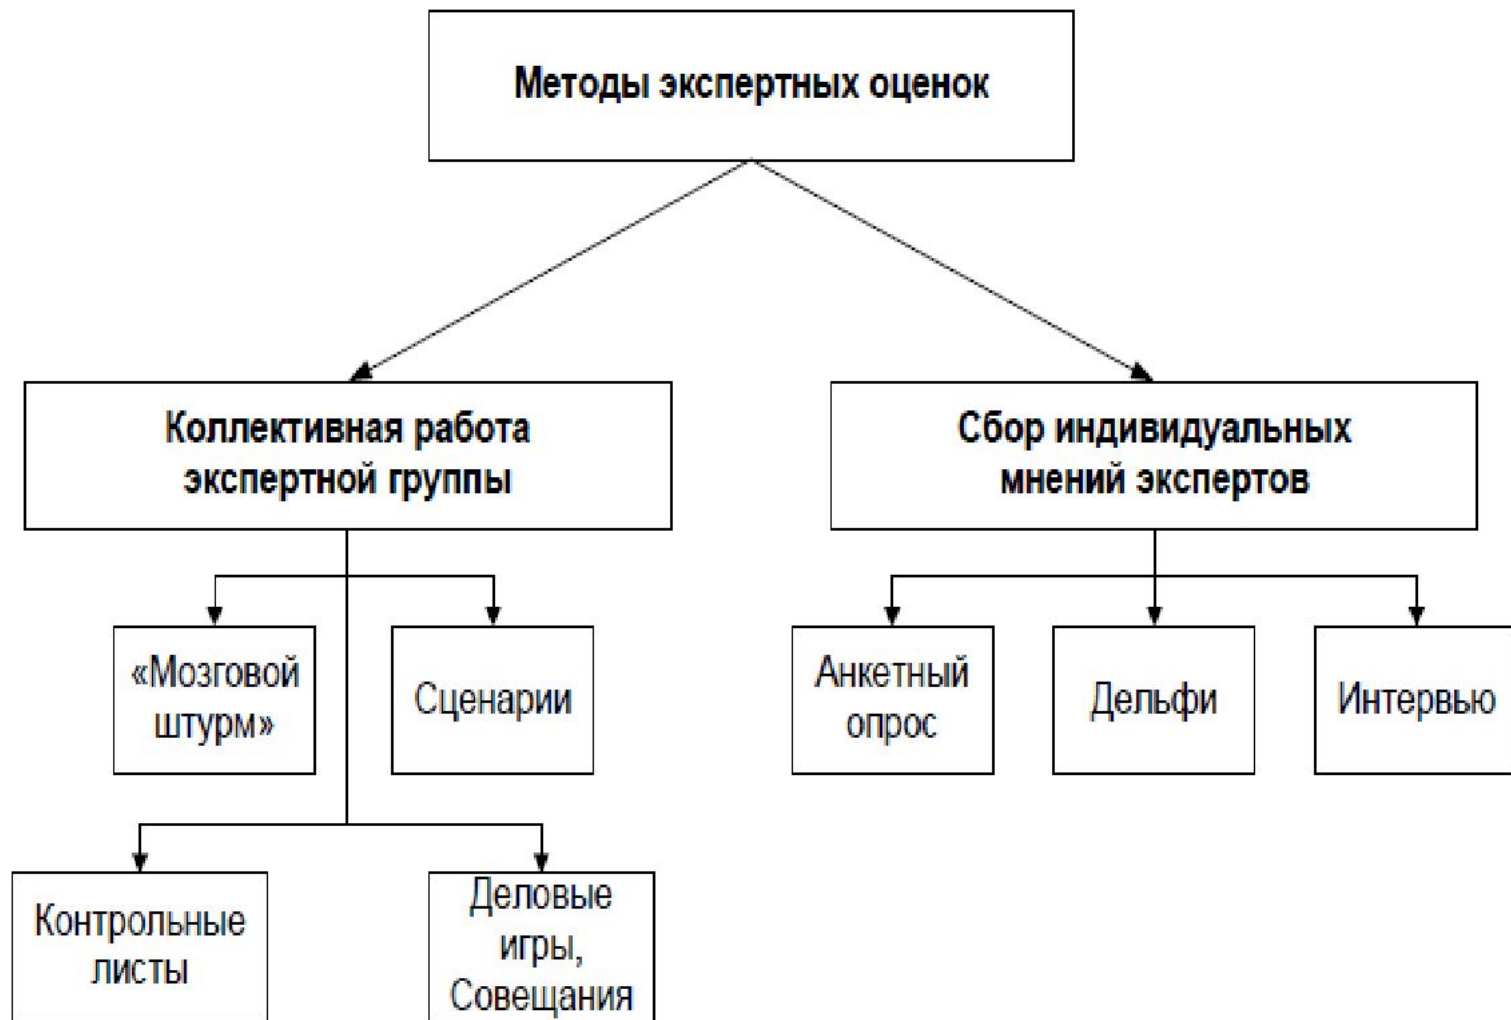 Методы экспертных оценок
Коллективная работа
экспертной группы
Сбор индивидуальных
мнений экспертов
«Мозговой
штурм»
Сценарии
Анкетный
опрос
Дельфи
Интервью
Контрольные
листы
Деловые
игры,
Совещания